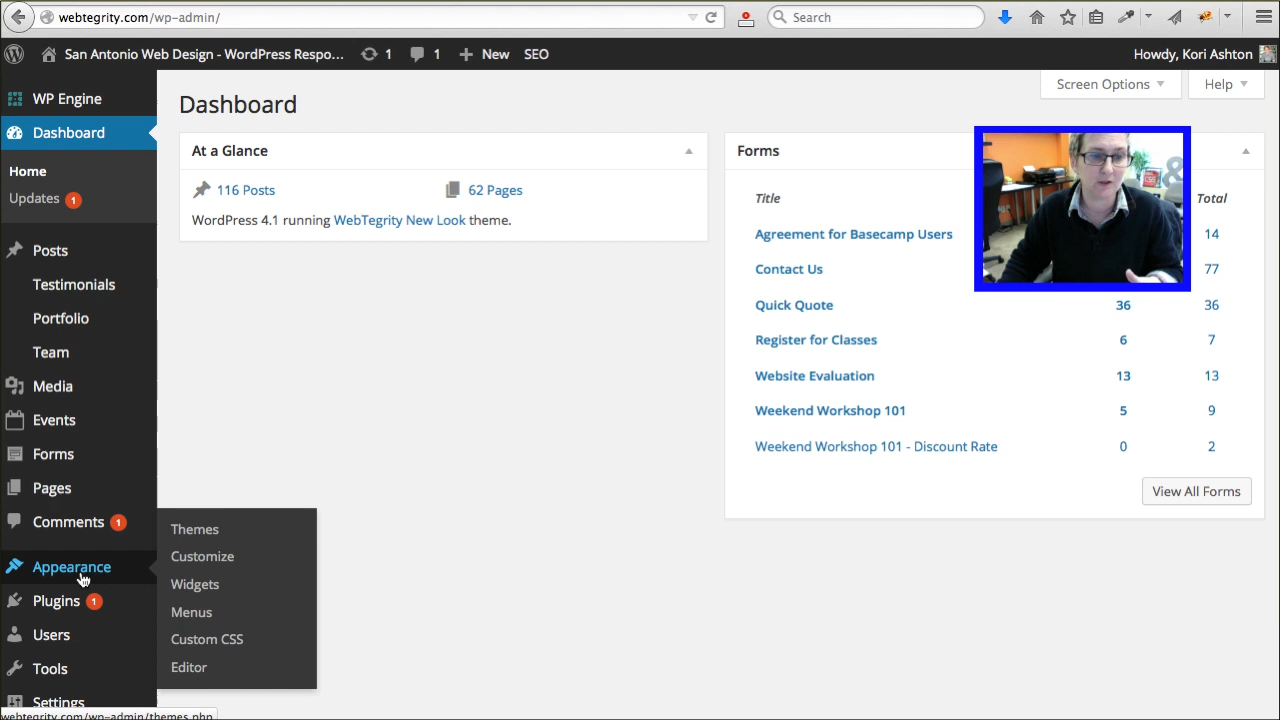 webtegrity.com/wp-admin/
Search
San Antonio Web Design - WordPress Respo... 1 1 New SEO
Howdy, Kori Ashton
WP Engine
Dashboard
Home
Updates 1
Posts
Testimonials
Portfolio
Team
Media
Events
Forms
Pages
Comments 1
Appearance
Plugins 1
Users
Tools
Settings
Themes
Customize
Widgets
Menus
Custom CSS
Editor
Dashboard
Screen Options
Help
At a Glance
116 Posts 62 Pages
WordPress 4.1 running WebTegrity New Look theme.
Forms
Title Total
Agreement for Basecamp Users 14
Contact Us 77
Quick Quote 36 36
Register for Classes 6 7
Website Evaluation 13 13
Weekend Workshop 101 5 9
Weekend Workshop 101 - Discount Rate 0 2
View All Forms
&
webtegrity.com/wp-admin/themes.php